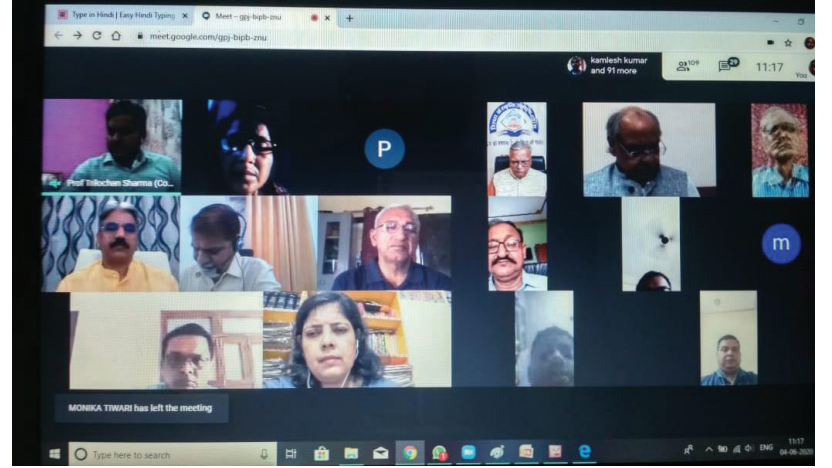 Type in Hindi | Easy Hindi Typing
Meet – gpj-bipb-znu
meet.google.com/gpj-bipb-znu
kamlesh kumar
and 91 more
109
29
11:17
You
Prof Trilochan Sharma (Co...
P
m
MONIKA TIWARI has left the meeting
Type here to search
ENG
11:17
04-06-2020